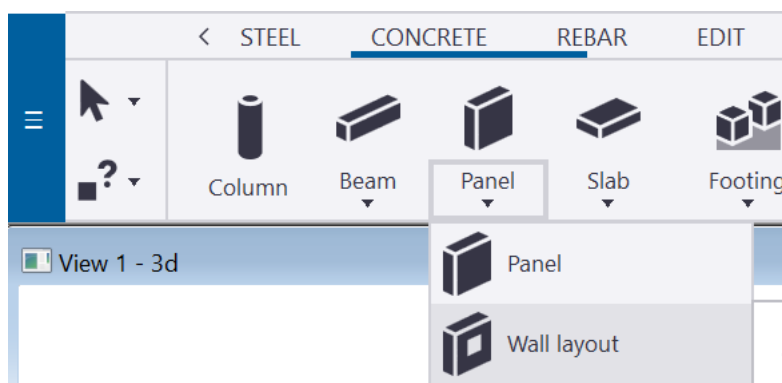 STEEL CONCRETE REBAR EDIT
Column Beam Panel Slab Footing
View 1 - 3d
Panel
Wall layout